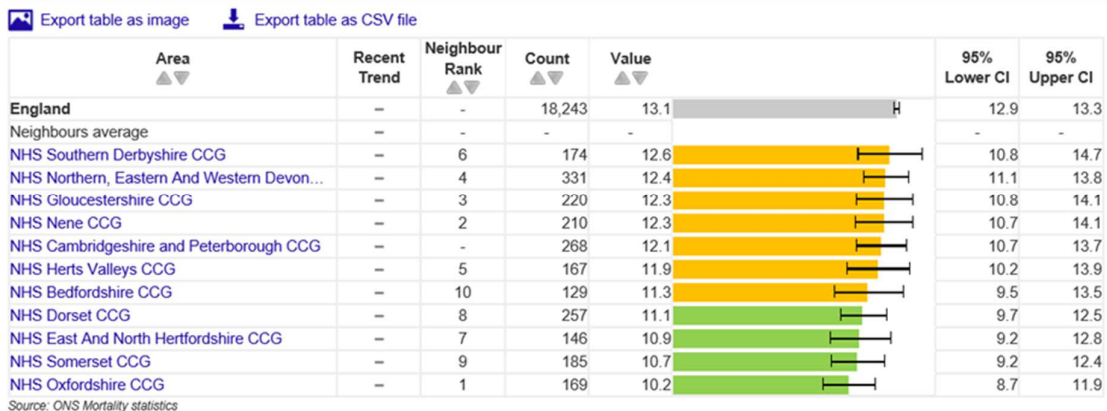 Export table as image Export table as CSV file
Area Recent Trend Neighbour Rank Count Value 95% Lower CI 95% Upper CI
England – - 18,243 13.1 12.9 13.3
Neighbours average – - - - - -
NHS Southern Derbyshire CCG – 6 174 12.6 10.8 14.7
NHS Northern, Eastern And Western Devon... – 4 331 12.4 11.1 13.8
NHS Gloucestershire CCG – 3 220 12.3 10.8 14.1
NHS Nene CCG – 2 210 12.3 10.7 14.1
NHS Cambridgeshire and Peterborough CCG – - 268 12.1 10.7 13.7
NHS Herts Valleys CCG – 5 167 11.9 10.2 13.9
NHS Bedfordshire CCG – 10 129 11.3 9.5 13.5
NHS Dorset CCG – 8 257 11.1 9.7 12.5
NHS East And North Hertfordshire CCG – 7 146 10.9 9.2 12.8
NHS Somerset CCG – 9 185 10.7 9.2 12.4
NHS Oxfordshire CCG – 1 169 10.2 8.7 11.9
Source: ONS Mortality statistics